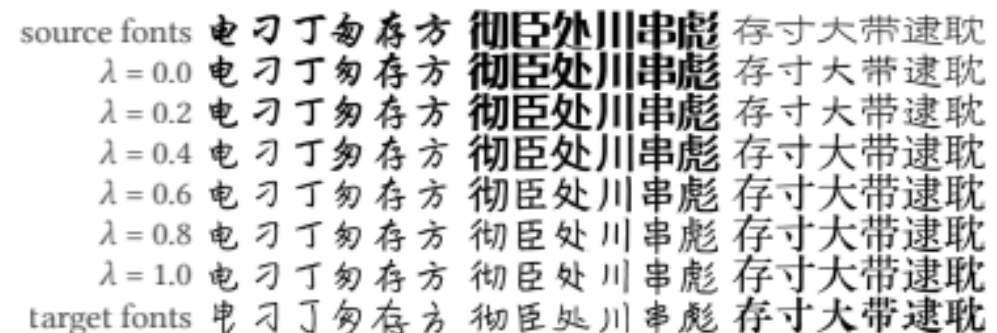 source fonts 电刁丁匆存方 彻臣处川串彪 存寸大带逮耽
λ = 0.0 电刁丁匆存方 彻臣处川串彪 存寸大带逮耽
λ = 0.2 电刁丁匆存方 彻臣处川串彪 存寸大带逮耽
λ = 0.4 电刁丁匆存方 彻臣处川串彪 存寸大带逮耽
λ = 0.6 电刁丁匆存方 彻臣处川串彪 存寸大带逮耽
λ = 0.8 电刁丁匆存方 彻臣处川串彪 存寸大带逮耽
λ = 1.0 电刁丁匆存方 彻臣处川串彪 存寸大带逮耽
target fonts 电刁丁匆存方 彻臣处川串彪 存寸大带逮耽